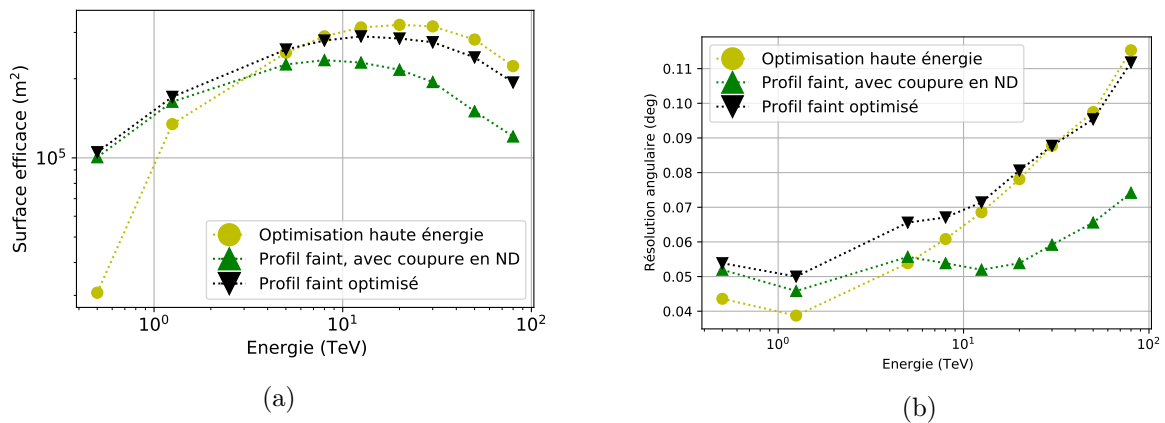 Surface efficace (m²)
10⁵
Optimisation haute énergie
Profil faint, avec coupure en ND
Profil faint optimisé
10⁰
10¹
10²
Energie (TeV)
(a)
Résolution angulaire (deg)
0.11
0.10
0.09
0.08
0.07
0.06
0.05
0.04
Optimisation haute énergie
Profil faint, avec coupure en ND
Profil faint optimisé
10⁰
10¹
10²
Energie (TeV)
(b)